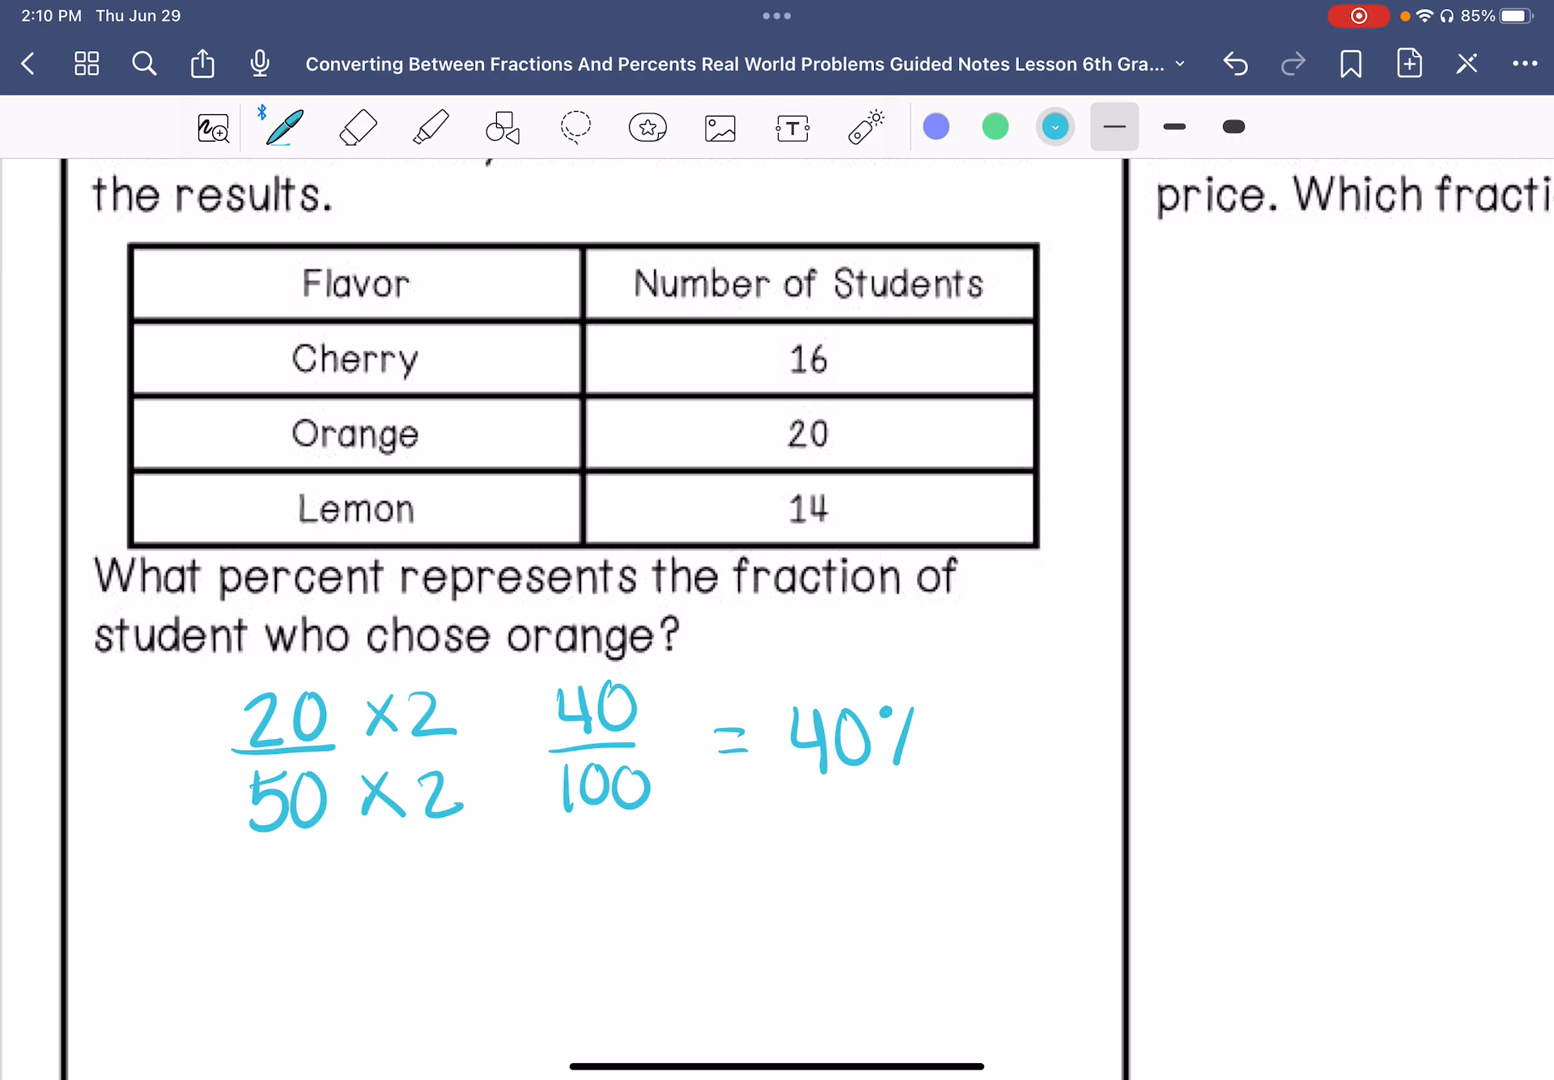 2:10 PM Thu Jun 29
85%
Converting Between Fractions And Percents Real World Problems Guided Notes Lesson 6th Gra...
T
the results.
price. Which fracti
Flavor Number of Students
Cherry 16
Orange 20
Lemon 14
What percent represents the fraction of
student who chose orange?
20 ×2 40
50 ×2 100 = 40%